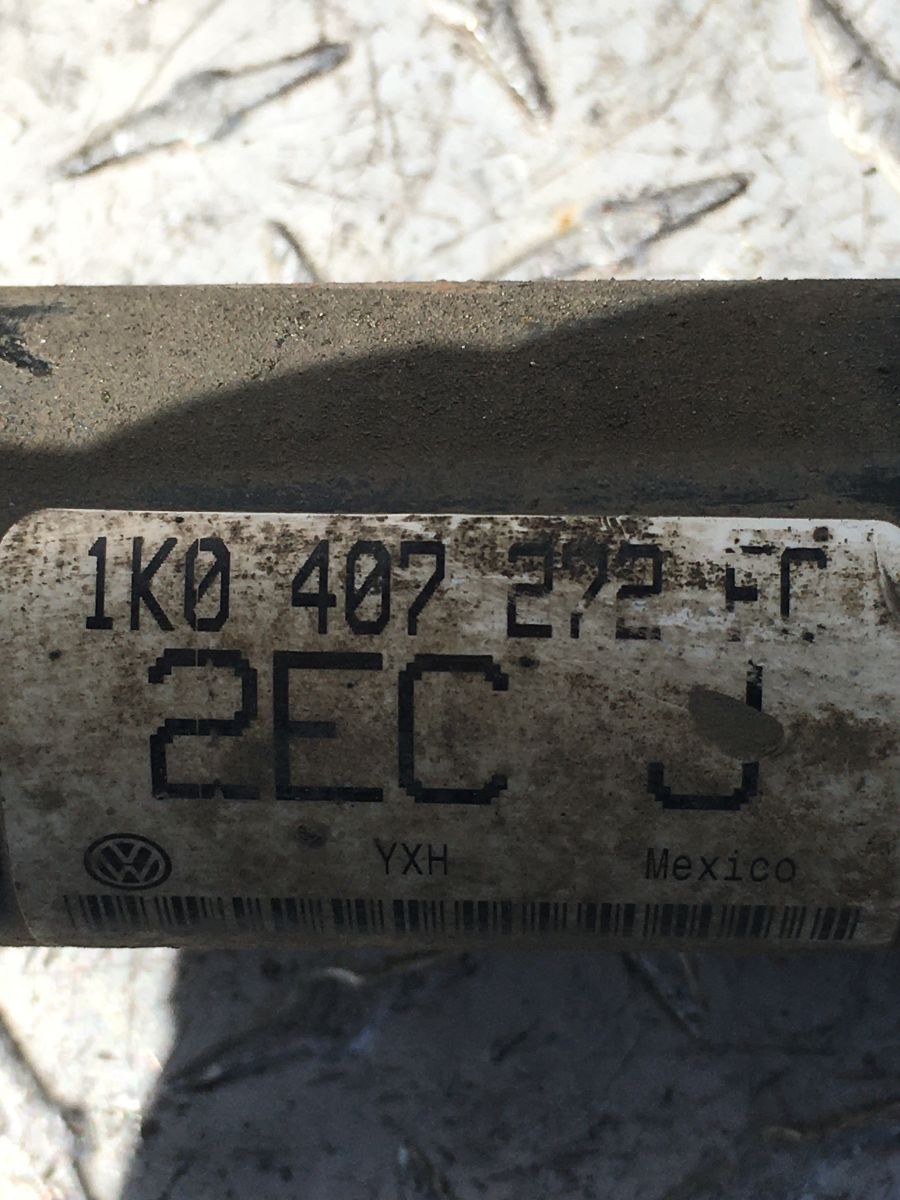 1K0 407 272
2EC J
YXH Mexico